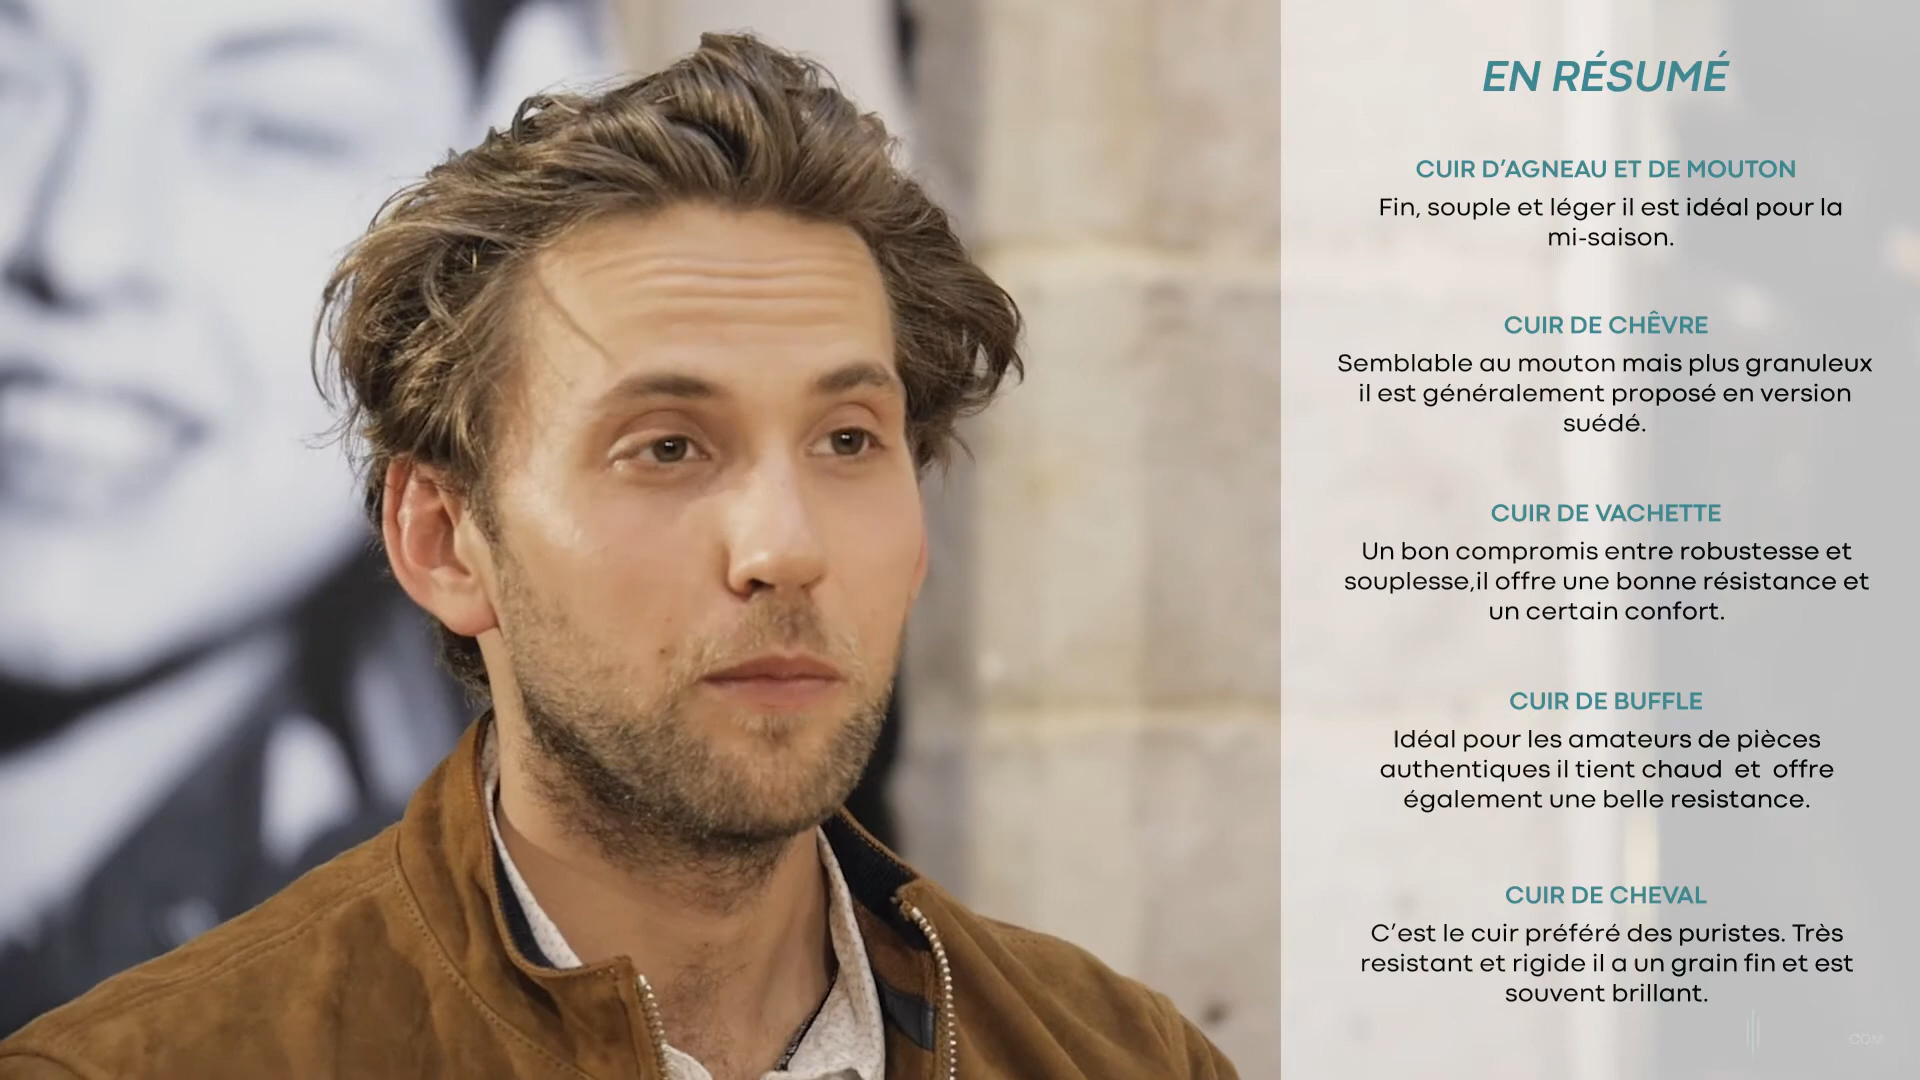 EN RÉSUMÉ
CUIR D’AGNEAU ET DE MOUTON
Fin, souple et léger il est idéal pour la
mi-saison.
CUIR DE CHÊVRE
Semblable au mouton mais plus granuleux
il est généralement proposé en version
suédé.
CUIR DE VACHETTE
Un bon compromis entre robustesse et
souplesse,il offre une bonne résistance et
un certain confort.
CUIR DE BUFFLE
Idéal pour les amateurs de pièces
authentiques il tient chaud et offre
également une belle resistance.
CUIR DE CHEVAL
C’est le cuir préféré des puristes. Très
resistant et rigide il a un grain fin et est
souvent brillant.
COM